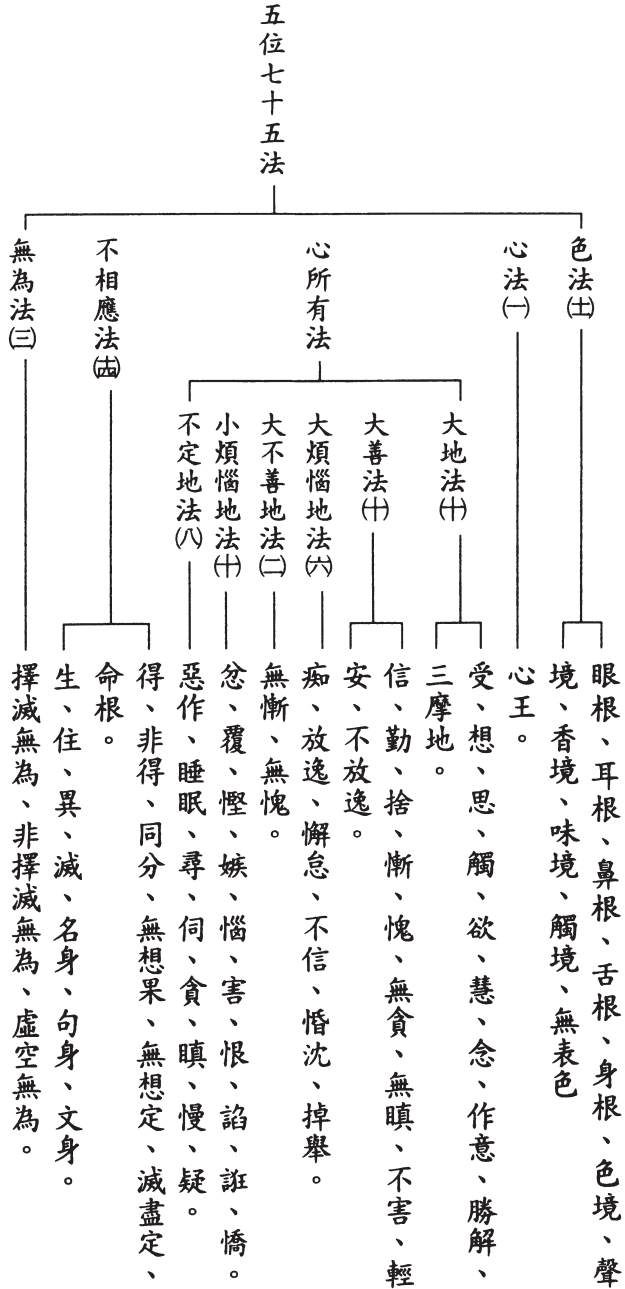 五位七十五法
色法㈩㆒
心法㈠
心所有法
不相應法(十四)
無為法㈢
大地法㈩
大善法㈩
大煩惱地法㈥
大不善地法㈡
小煩惱地法㈩
不定地法㈧
眼根、耳根、鼻根、舌根、身根、色境、聲
境、香境、味境、觸境、無表色
心王。
受、想、思、觸、欲、慧、念、作意、勝解、
三摩地。
信、勤、捨、慚、愧、無貪、無瞋、不害、輕
安、不放逸。
痴、放逸、懈怠、不信、惛沈、掉舉。
無慚、無愧。
忿、覆、慳、嫉、惱、害、恨、諂、誑、憍。
惡作、睡眠、尋、伺、貪、瞋、慢、疑。
得、非得、同分、無想果、無想定、滅盡定、
命根。
生、住、異、滅、名身、句身、文身。
擇滅無為、非擇滅無為、虛空無為。